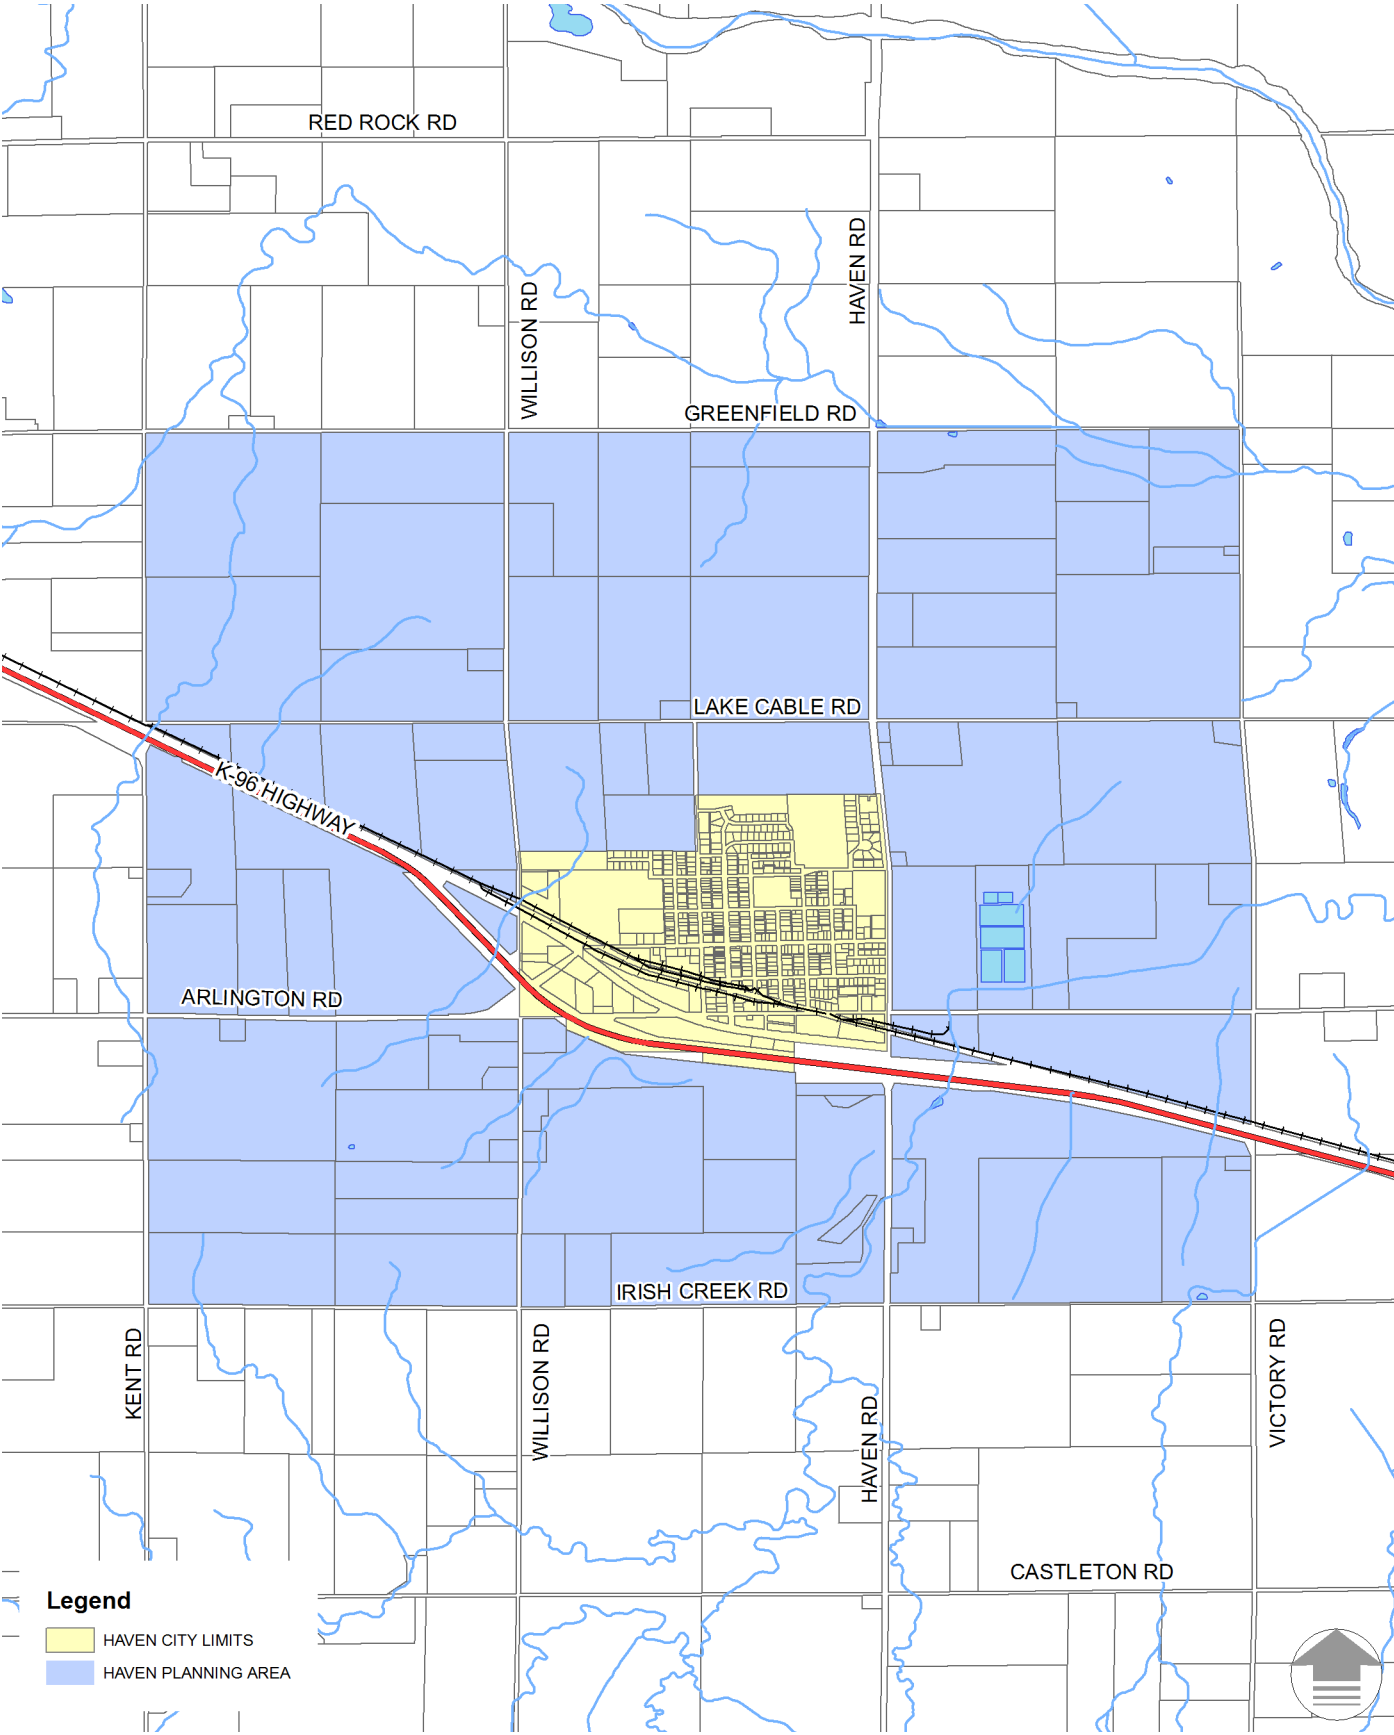 RED ROCK RD
HAVEN RD
WILLISON RD
GREENFIELD RD
LAKE CABLE RD
K-96 HIGHWAY
ARLINGTON RD
IRISH CREEK RD
KENT RD
WILLISON RD
HAVEN RD
VICTORY RD
CASTLETON RD
Legend
HAVEN CITY LIMITS
HAVEN PLANNING AREA